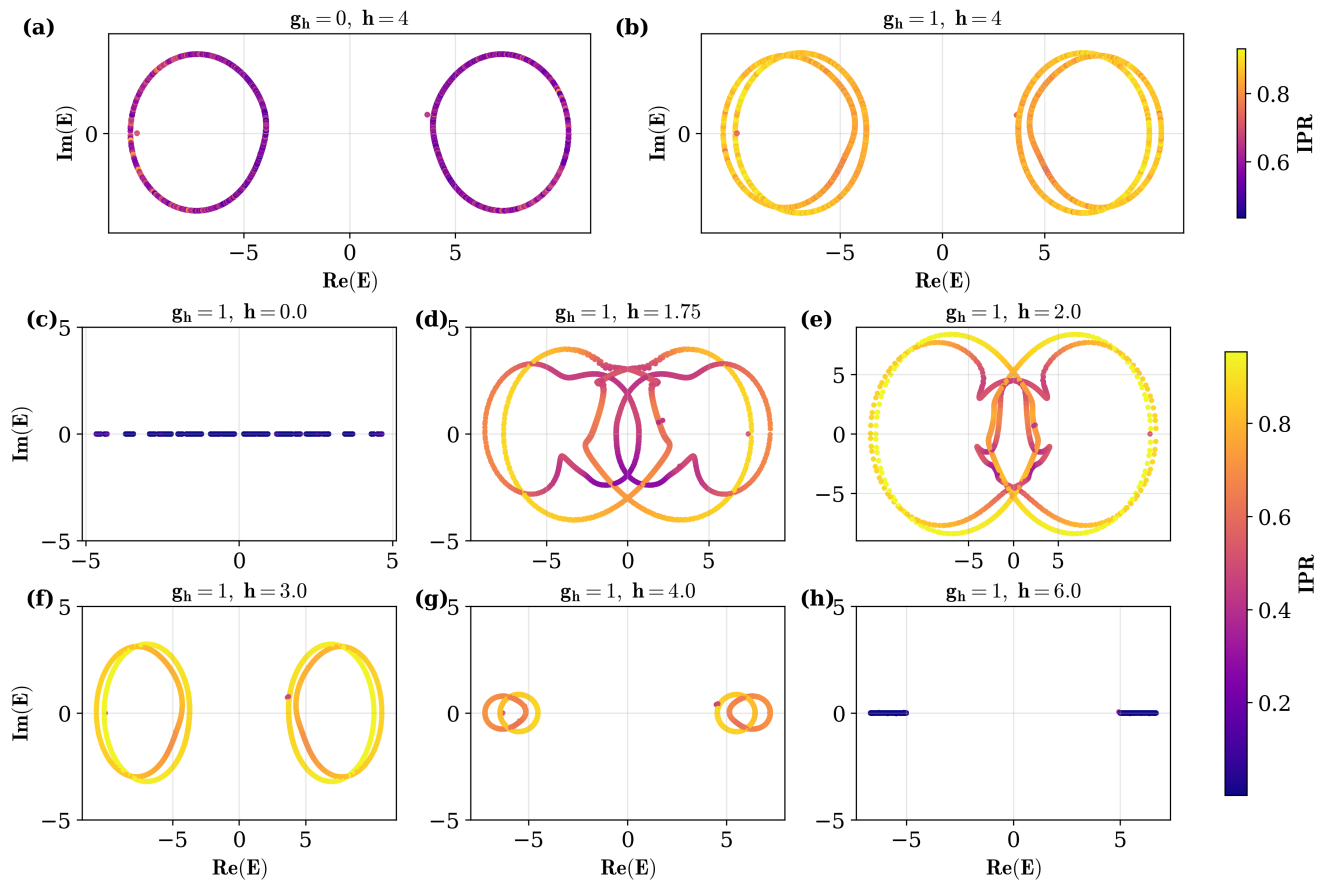 (a) g_h = 0, h = 4
Im(E)
0
−5 0 5
Re(E)
(b) g_h = 1, h = 4
Im(E)
0
−5 0 5
Re(E)
0.8
0.6
IPR
(c) g_h = 1, h = 0.0
5
0
−5
Im(E)
−5 0 5
(d) g_h = 1, h = 1.75
5
0
−5
−5 0 5
(e) g_h = 1, h = 2.0
5
0
−5
−5 0 5
(f) g_h = 1, h = 3.0
5
0
−5
Im(E)
−5 0 5
Re(E)
(g) g_h = 1, h = 4.0
5
0
−5
−5 0 5
Re(E)
(h) g_h = 1, h = 6.0
5
0
−5
−5 0 5
Re(E)
0.8
0.6
0.4
0.2
IPR